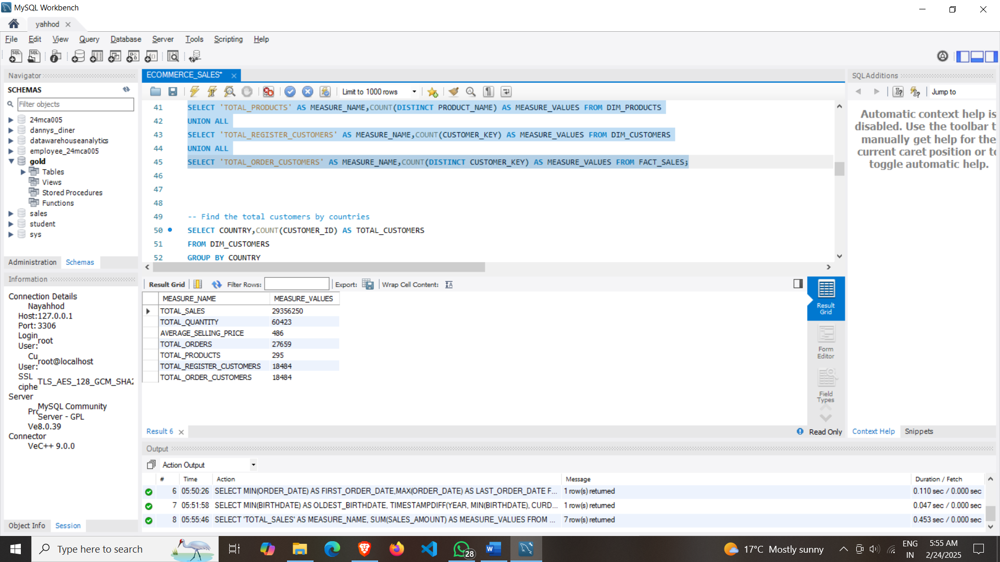 MySQL Workbench
yahhod
File Edit View Query Database Server Tools Scripting Help
Navigator
SCHEMAS
Filter objects
24mca005
dannys_diner
datawarehouseanalytics
employee_24mca005
gold
Tables
Views
Stored Procedures
Functions
sales
student
sys
Administration Schemas
Information
Connection Details
Nayahhod
Host:127.0.0.1
Port: 3306
Login
User: root
Cu
User: root@localhost
SSL
ciphe TLS_AES_128_GCM_SHA2
Server
Prc MySQL Community
Server - GPL
Ve8.0.39
Connector
VeC++ 9.0.0
Object Info Session
ECOMMERCE_SALES*
Limit to 1000 rows
41 SELECT 'TOTAL_PRODUCTS' AS MEASURE_NAME,COUNT(DISTINCT PRODUCT_NAME) AS MEASURE_VALUES FROM DIM_PRODUCTS
42 UNION ALL
43 SELECT 'TOTAL_REGISTER_CUSTOMERS' AS MEASURE_NAME,COUNT(CUSTOMER_KEY) AS MEASURE_VALUES FROM DIM_CUSTOMERS
44 UNION ALL
45 SELECT 'TOTAL_ORDER_CUSTOMERS' AS MEASURE_NAME,COUNT(DISTINCT CUSTOMER_KEY) AS MEASURE_VALUES FROM FACT_SALES;
46
47
48
49 -- Find the total customers by countries
50 SELECT COUNTRY,COUNT(CUSTOMER_ID) AS TOTAL_CUSTOMERS
51 FROM DIM_CUSTOMERS
52 GROUP BY COUNTRY
Result Grid Filter Rows: Export: Wrap Cell Content:
MEASURE_NAME MEASURE_VALUES
TOTAL_SALES 29356250
TOTAL_QUANTITY 60423
AVERAGE_SELLING_PRICE 486
TOTAL_ORDERS 27659
TOTAL_PRODUCTS 295
TOTAL_REGISTER_CUSTOMERS 18484
TOTAL_ORDER_CUSTOMERS 18484
Result
Grid
Form
Editor
Field
Types
Result 6 Read Only
SQLAdditions
Jump to
Automatic context help is
disabled. Use the toolbar t
manually get help for the
current caret position or to
toggle automatic help.
Context Help Snippets
Output
Action Output
# Time Action Message Duration / Fetch
6 05:50:26 SELECT MIN(ORDER_DATE) AS FIRST_ORDER_DATE,MAX(ORDER_DATE) AS LAST_ORDER_DATE F... 1 row(s) returned 0.110 sec / 0.000 sec
7 05:51:58 SELECT MIN(BIRTHDATE) AS OLDEST_BIRTHDATE, TIMESTAMPDIFF(YEAR, MIN(BIRTHDATE), CURD... 1 row(s) returned 0.047 sec / 0.000 sec
8 05:55:46 SELECT 'TOTAL_SALES' AS MEASURE_NAME, SUM(SALES_AMOUNT) AS MEASURE_VALUES FROM ... 7 row(s) returned 0.453 sec / 0.000 sec
Type here to search
28
17°C Mostly sunny
ENG
IN
5:55 AM
2/24/2025